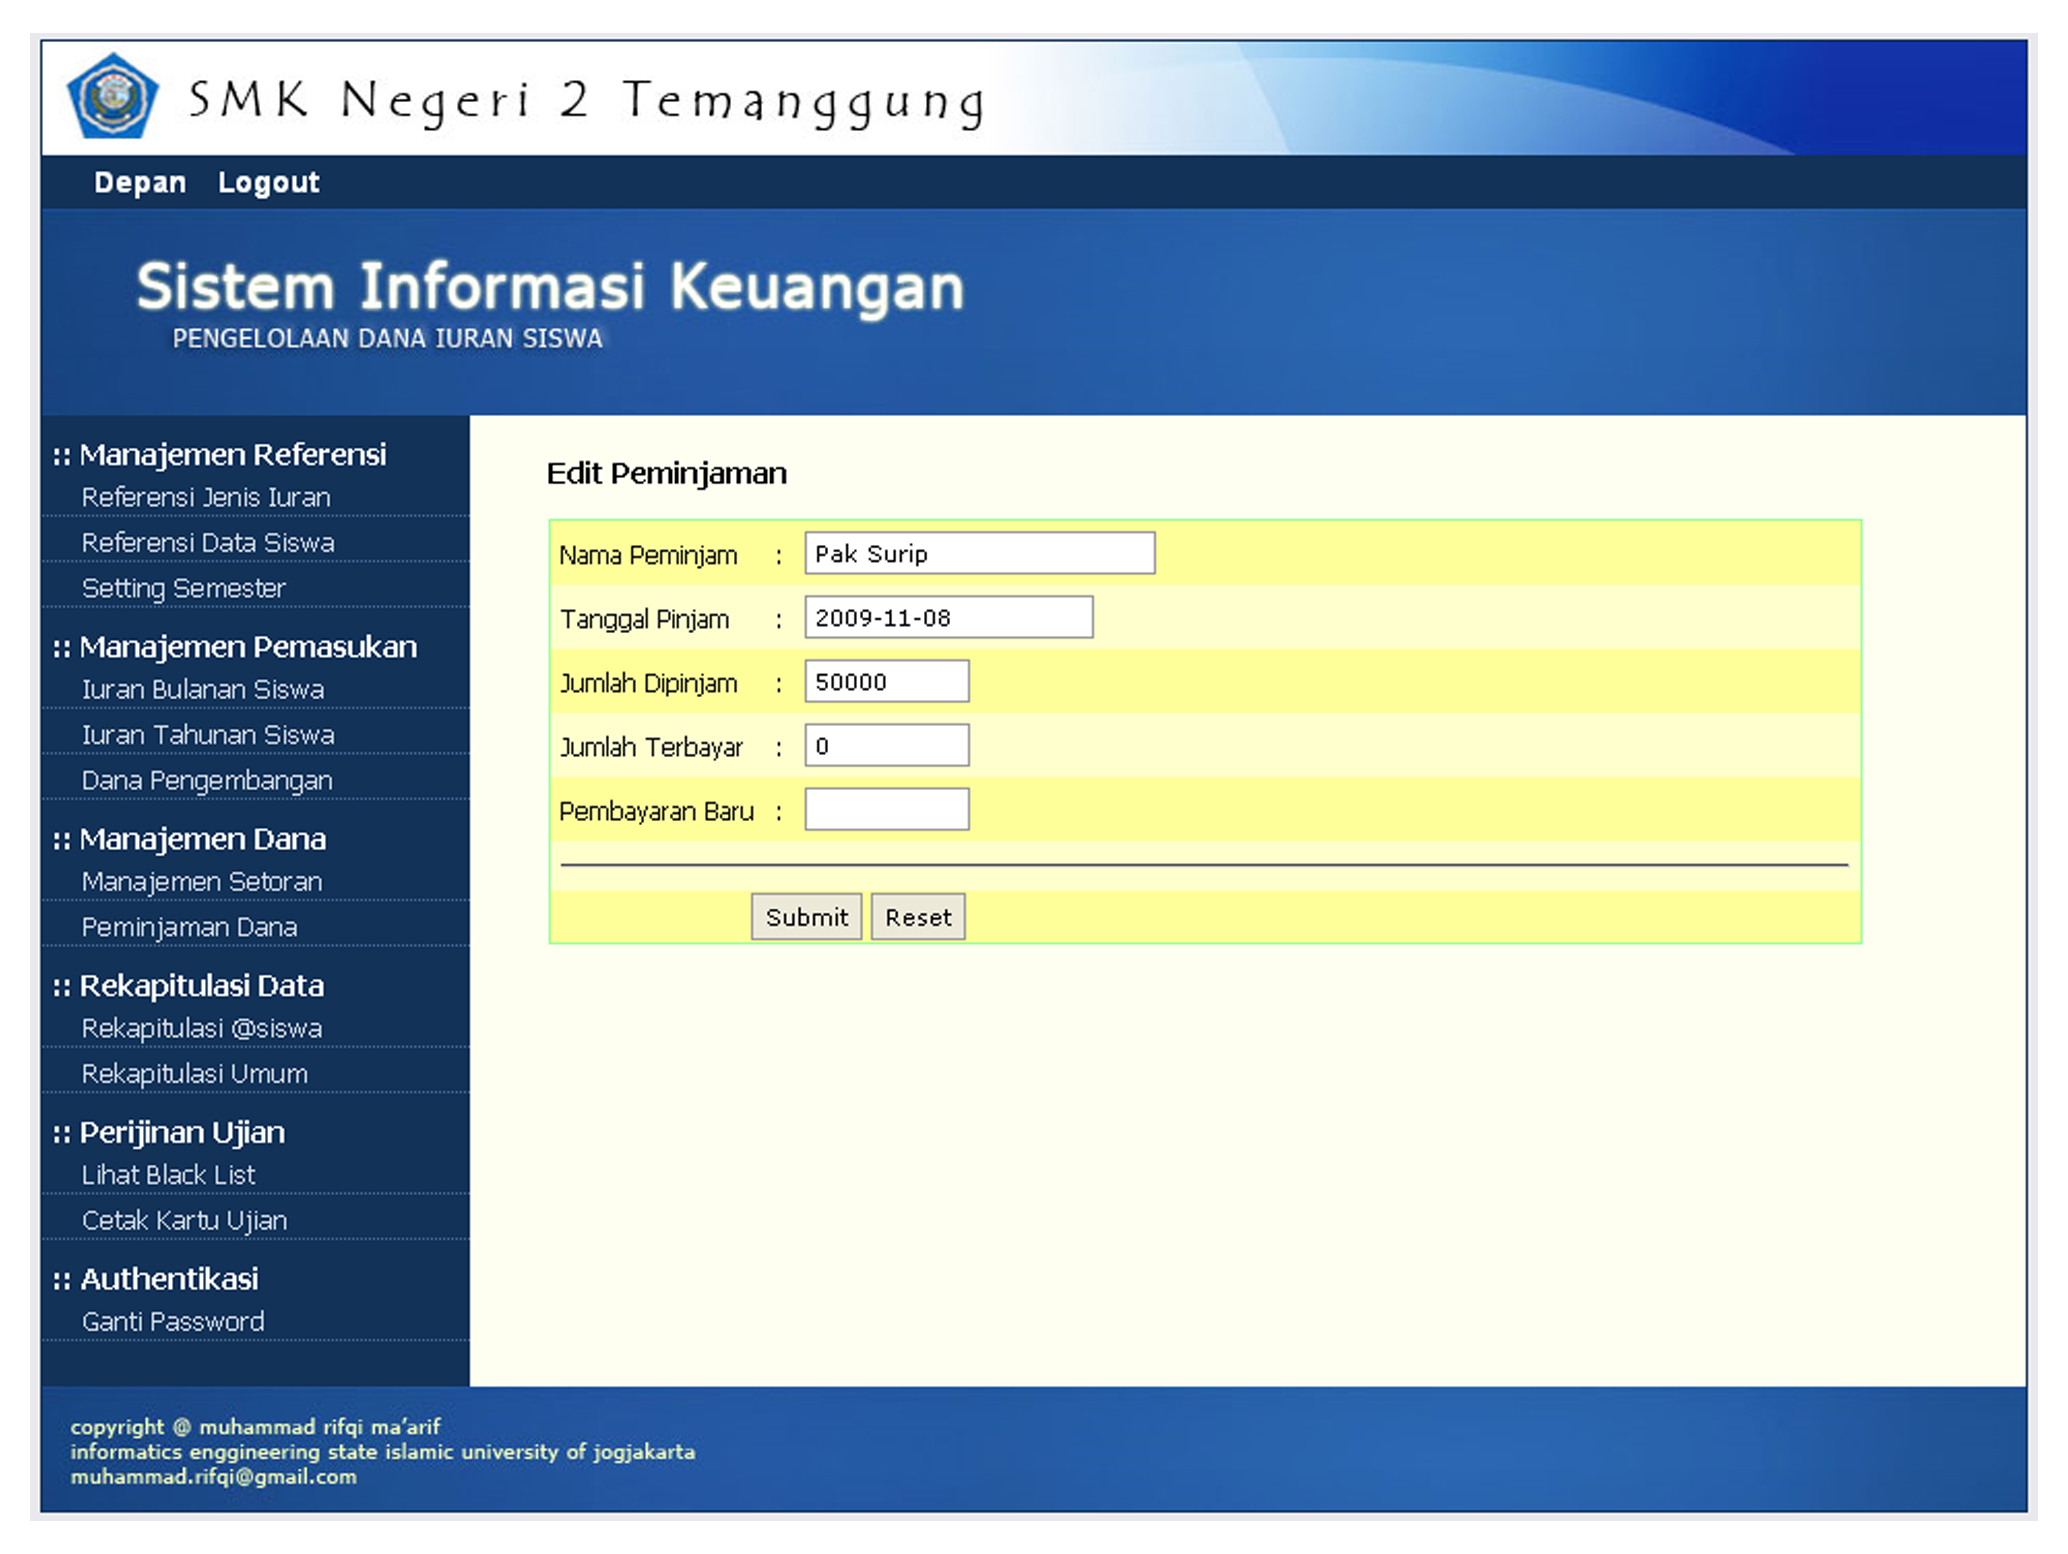 SMK Negeri 2 Temanggung
Depan Logout
Sistem Informasi Keuangan
PENGELOLAAN DANA IURAN SISWA
:: Manajemen Referensi
Referensi Jenis Iuran
Referensi Data Siswa
Setting Semester
:: Manajemen Pemasukan
Iuran Bulanan Siswa
Iuran Tahunan Siswa
Dana Pengembangan
:: Manajemen Dana
Manajemen Setoran
Peminjaman Dana
:: Rekapitulasi Data
Rekapitulasi @siswa
Rekapitulasi Umum
:: Perijinan Ujian
Lihat Black List
Cetak Kartu Ujian
:: Authentikasi
Ganti Password
Edit Peminjaman
Nama Peminjam : Pak Surip
Tanggal Pinjam : 2009-11-08
Jumlah Dipinjam : 50000
Jumlah Terbayar : 0
Pembayaran Baru :
Submit Reset
copyright @ muhammad rifqi ma'arif
informatics enggineering state islamic university of jogjakarta
muhammad.rifqi@gmail.com